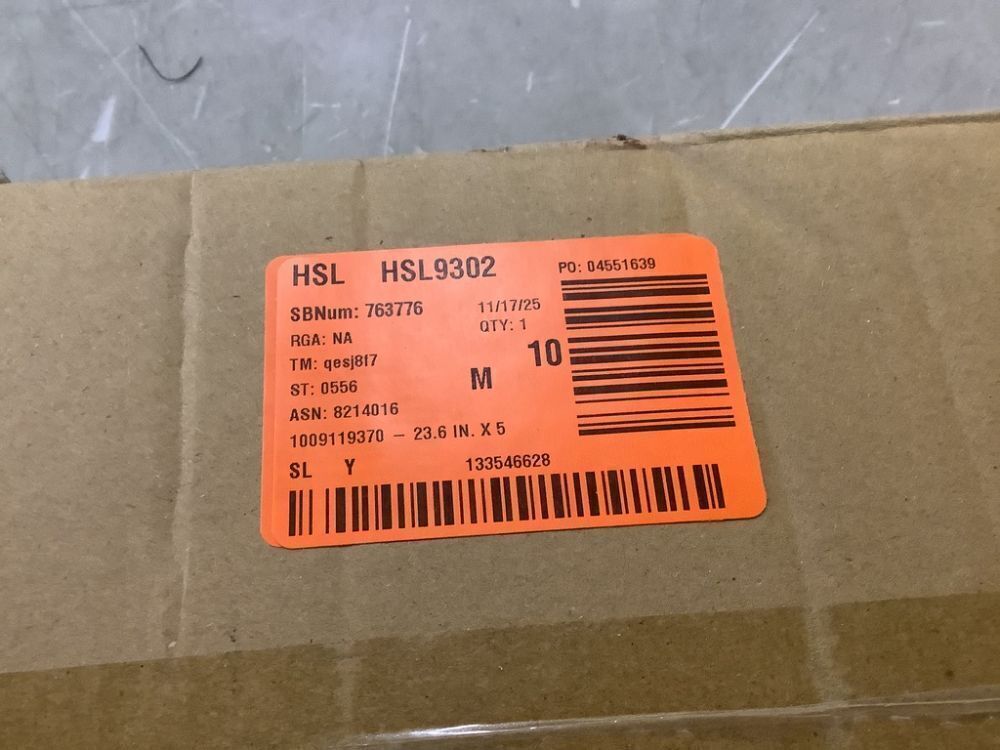 HSL HSL9302
PO: 04551639
SBNum: 763776
11/17/25
RGA: NA
QTY: 1
TM: qesj8f7
10
ST: 0556
M
ASN: 8214016
1009119370 – 23.6 IN. X 5
SL Y
133546628